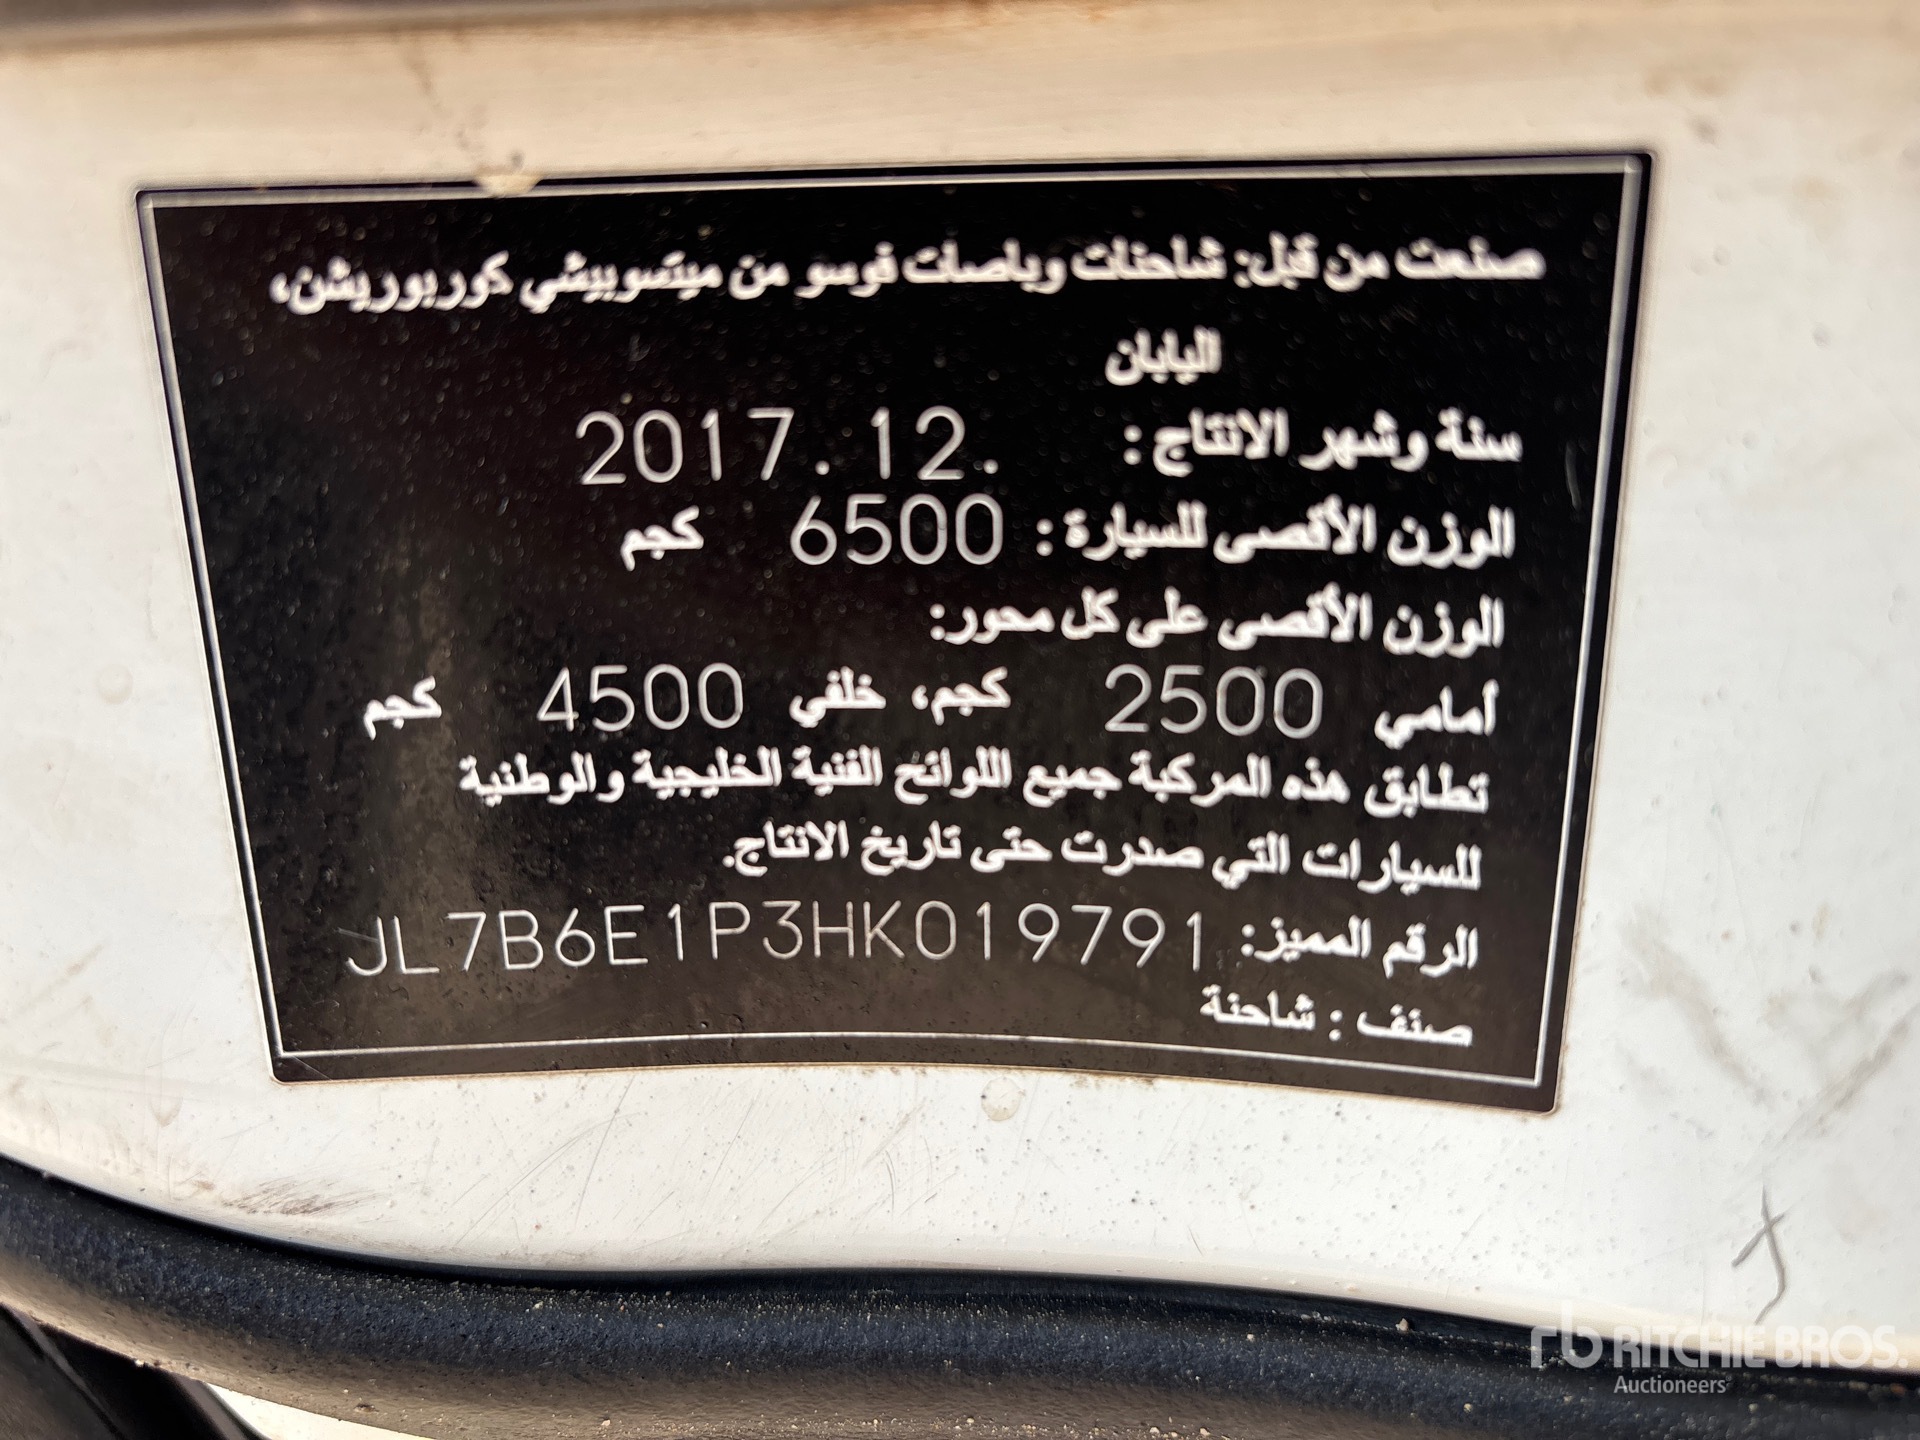 صنعت من قبل: شاحنات وباصات فوسو من ميتسوبيشي كوربوريشن،
اليابان
سنة وشهر الانتاج : 2017.12.
الوزن الأقصى للسيارة : 6500 كجم
الوزن الأقصى على كل محور:
أمامي 2500 كجم، خلفي 4500 كجم
تطابق هذه المركبة جميع اللوائح الفنية الخليجية والوطنية
للسيارات التي صدرت حتى تاريخ الانتاج.
الرقم المميز: JL7B6E1P3HK019791
صنف : شاحنة
rb RITCHIE BROS.
Auctioneers